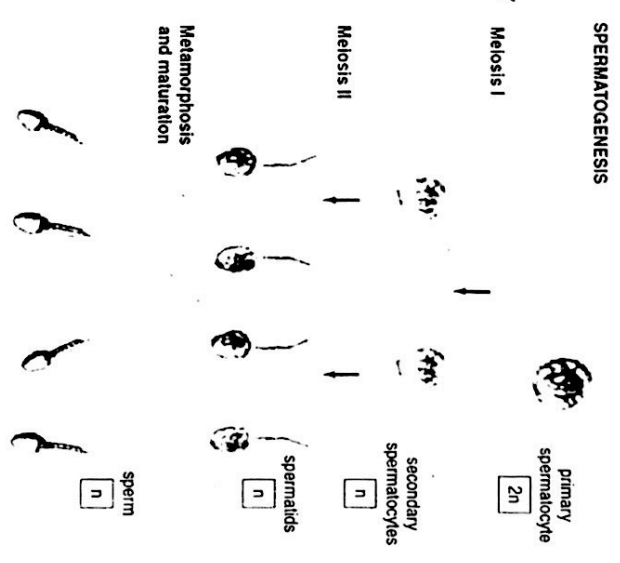 SPERMATOGENESIS
primary
spermatocyte
2n
Meiosis I
secondary
spermatocytes
n
Meiosis II
spermatids
n
Metamorphosis
and maturation
sperm
n